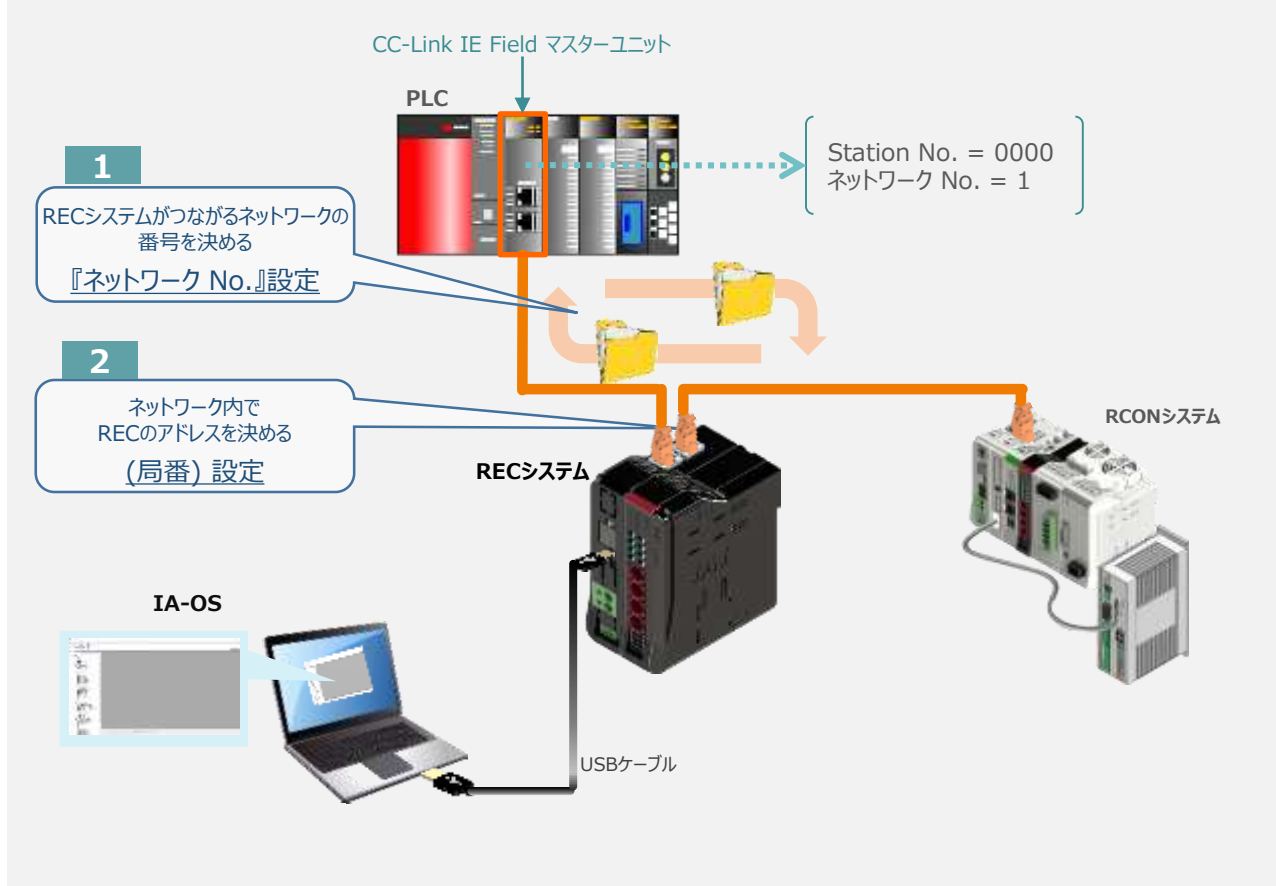 CC-Link IE Field マスターユニット
PLC
Station No. = 0000
ネットワーク No. = 1
1
RECシステムがつながるネットワークの
番号を決める
『ネットワーク No.』設定
2
ネットワーク内で
RECのアドレスを決める
(局番) 設定
RCONシステム
RECシステム
IA-OS
USBケーブル